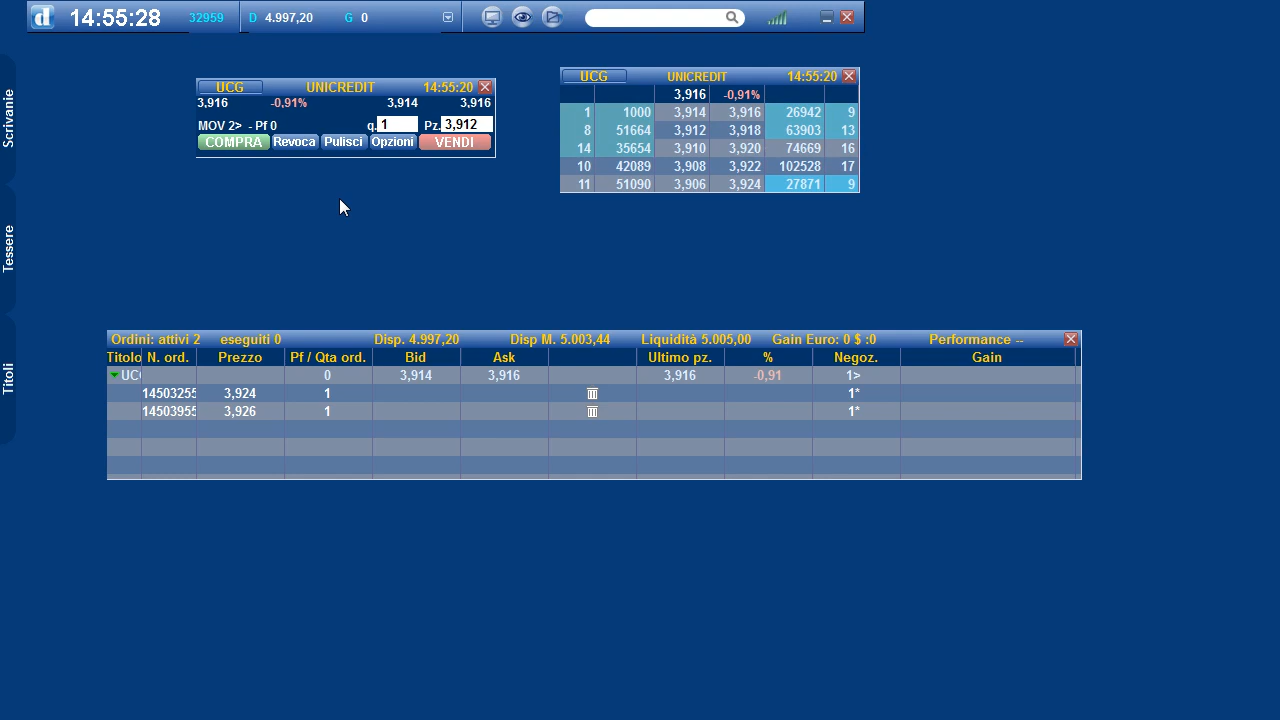 d 14:55:28 32959 D 4.997,20 G 0
Scrivanie
Tessere
Titoli
UCG UNICREDIT 14:55:20
3,916 -0,91% 3,914 3,916
MOV 2> - Pf 0 q. 1 Pz. 3,912
COMPRA Revoca Pulisci Opzioni VENDI
UCG UNICREDIT 14:55:20
3,916 -0,91%
1 1000 3,914 3,916 26942 9
8 51664 3,912 3,918 63903 13
14 35654 3,910 3,920 74669 16
10 42089 3,908 3,922 102528 17
11 51090 3,906 3,924 27871 9
Ordini: attivi 2 eseguiti 0 Disp. 4.997,20 Disp M. 5.003,44 Liquidità 5.005,00 Gain Euro: 0 $ :0 Performance --
Titolo N. ord. Prezzo Pf / Qta ord. Bid Ask Ultimo pz. % Negoz. Gain
UC 0 3,914 3,916 3,916 -0,91 1>
14503255 3,924 1 1*
14503955 3,926 1 1*